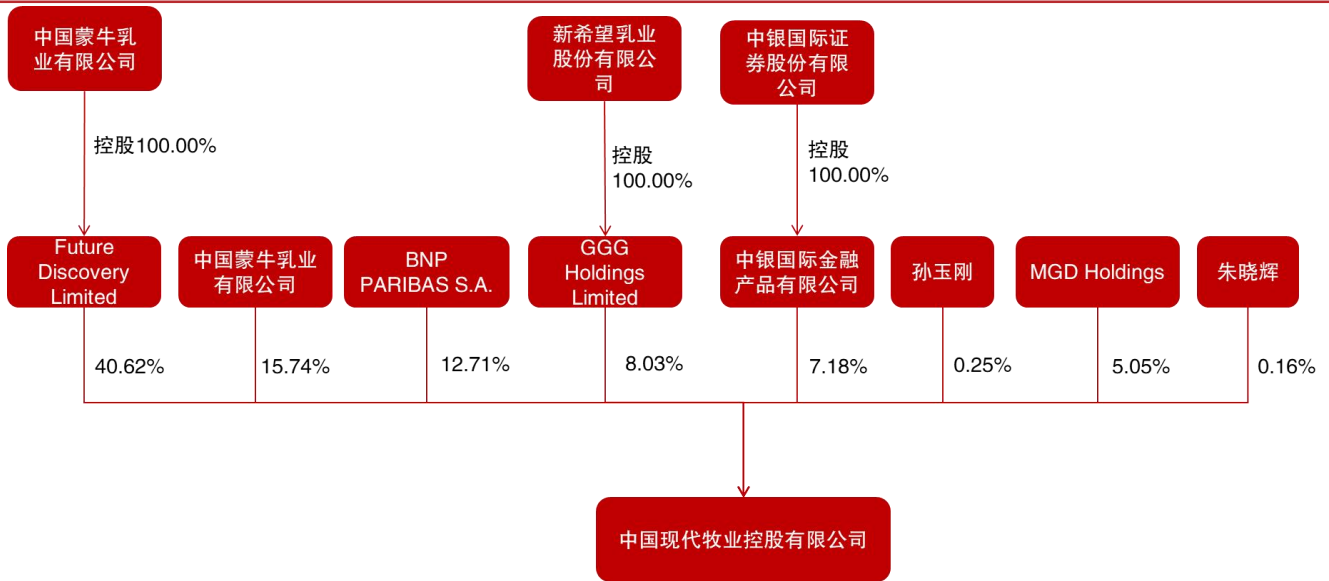 中国蒙牛乳
业有限公司
新希望乳业
股份有限公
司
中银国际证
券股份有限
公司
控股100.00%
控股
100.00%
控股
100.00%
Future
Discovery
Limited
中国蒙牛乳业
有限公司
BNP
PARIBAS S.A.
GGG
Holdings
Limited
中银国际金融
产品有限公司
孙玉刚
MGD Holdings
朱晓辉
40.62%
15.74%
12.71%
8.03%
7.18%
0.25%
5.05%
0.16%
中国现代牧业控股有限公司